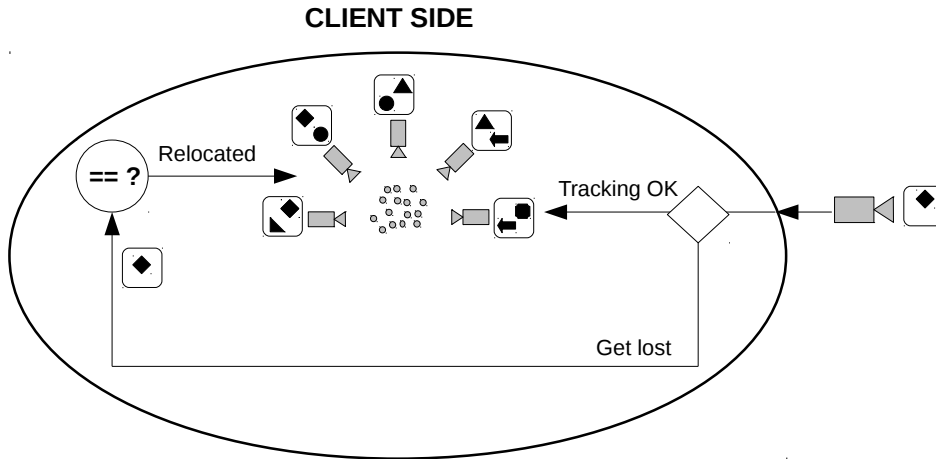 CLIENT SIDE
Relocated
== ?
Tracking OK
Get lost